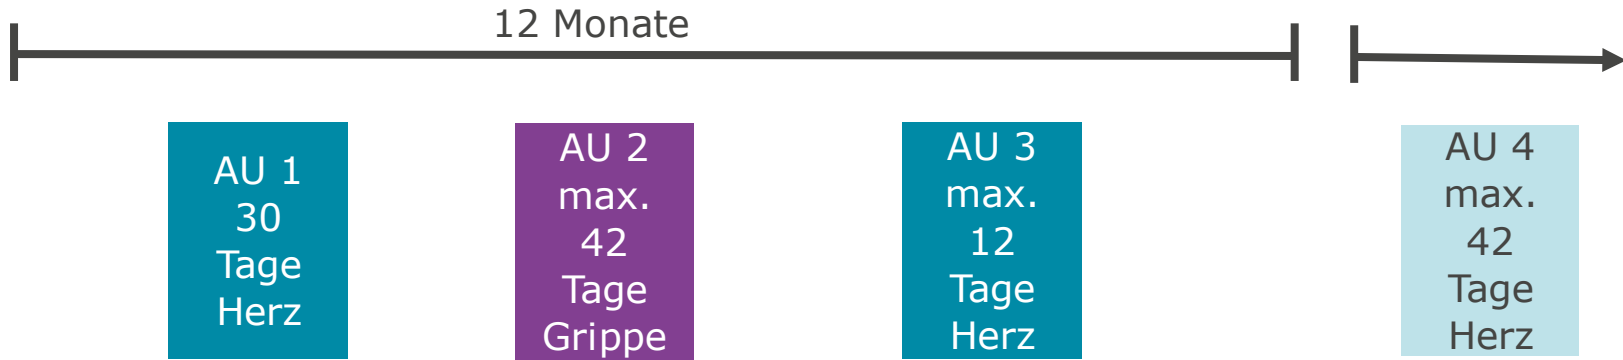 12 Monate
AU 1
30
Tage
Herz
AU 2
max.
42
Tage
Grippe
AU 3
max.
12
Tage
Herz
AU 4
max.
42
Tage
Herz